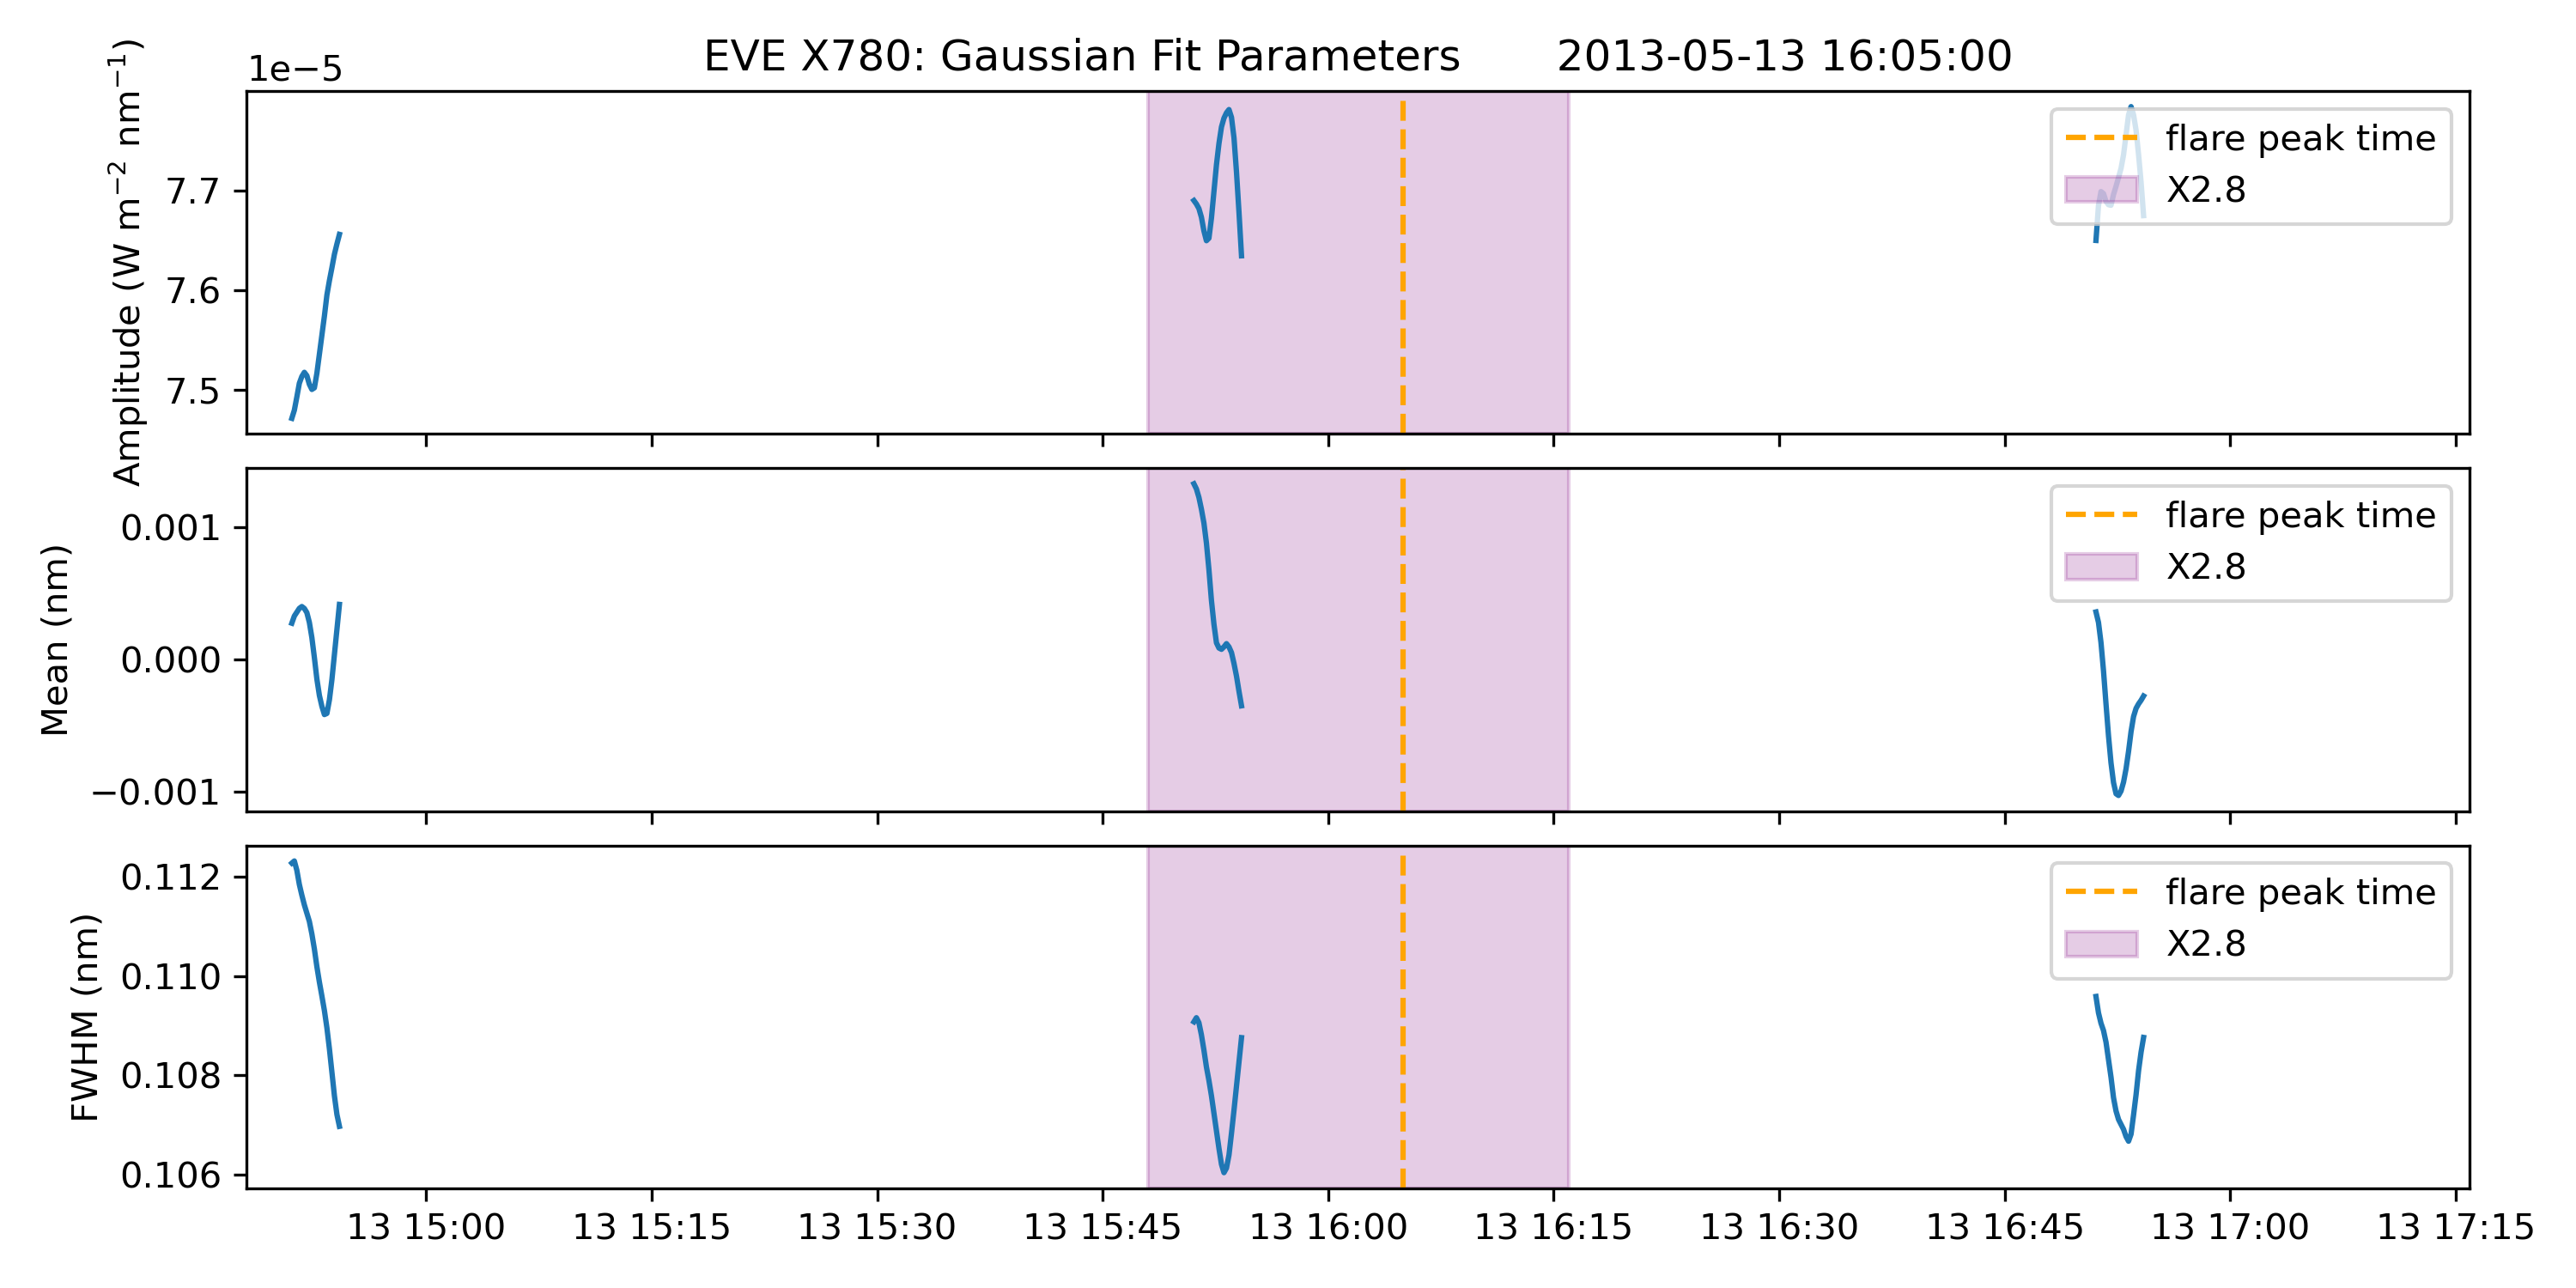 EVE X780: Gaussian Fit Parameters 2013-05-13 16:05:00
1e−5
Amplitude (W m⁻² nm⁻¹)
7.7
7.6
7.5
flare peak time
X2.8
Mean (nm)
0.001
0.000
−0.001
flare peak time
X2.8
FWHM (nm)
0.112
0.110
0.108
0.106
flare peak time
X2.8
13 15:00 13 15:15 13 15:30 13 15:45 13 16:00 13 16:15 13 16:30 13 16:45 13 17:00 13 17:15